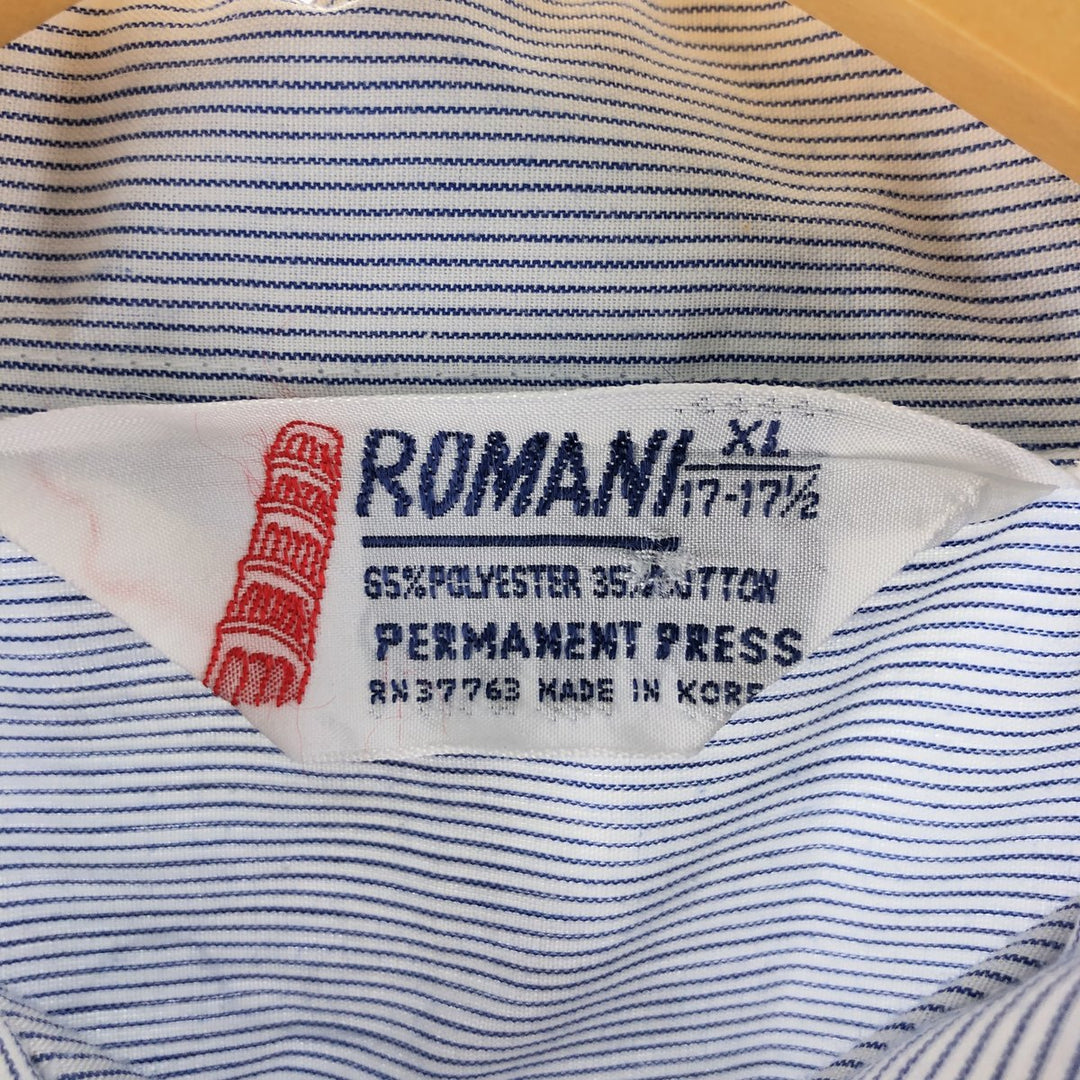 ROMANI
XL
17-17½
65% POLYESTER 35% COTTON
PERMANENT PRESS
RN37763 MADE IN KORE